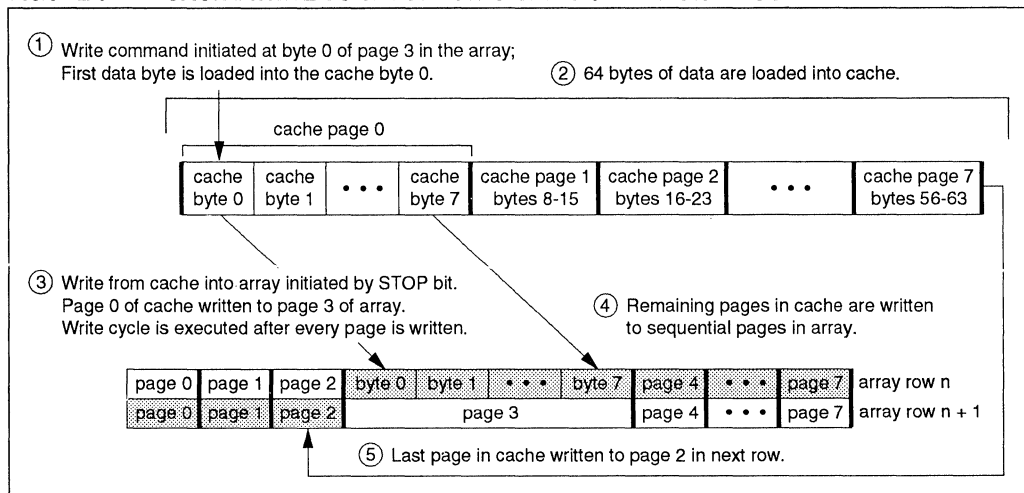 ① Write command initiated at byte 0 of page 3 in the array;
First data byte is loaded into the cache byte 0.
② 64 bytes of data are loaded into cache.
cache page 0
cache byte 0
cache byte 1
• • •
cache byte 7
cache page 1 bytes 8-15
cache page 2 bytes 16-23
• • •
cache page 7 bytes 56-63
③ Write from cache into array initiated by STOP bit.
Page 0 of cache written to page 3 of array.
Write cycle is executed after every page is written.
④ Remaining pages in cache are written
to sequential pages in array.
page 0 page 1 page 2 byte 0 byte 1 • • • byte 7 page 4 • • • page 7 array row n
page 0 page 1 page 2 page 3 page 4 • • • page 7 array row n + 1
⑤ Last page in cache written to page 2 in next row.